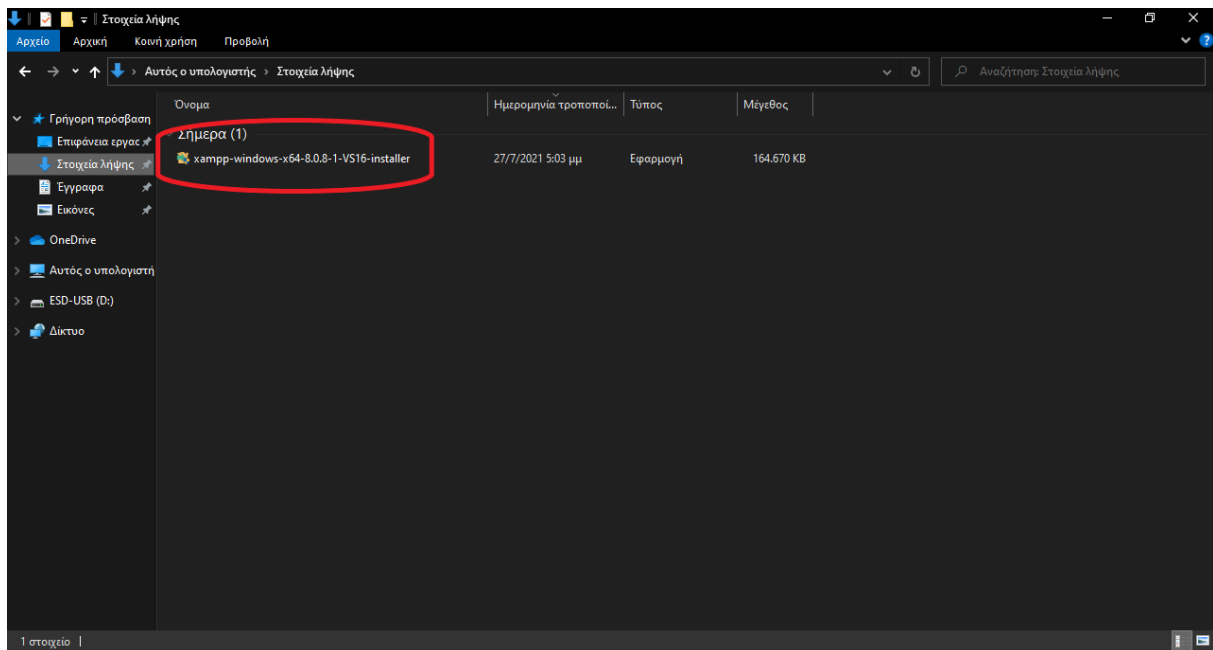 Στοιχεία λήψης
Αρχείο Αρχική Κοινή χρήση Προβολή
Αυτός ο υπολογιστής › Στοιχεία λήψης Αναζήτηση: Στοιχεία λήψης
Όνομα Ημερομηνία τροποποί... Τύπος Μέγεθος
Γρήγορη πρόσβαση
Σήμερα (1)
Επιφάνεια εργας
xampp-windows-x64-8.0.8-1-VS16-installer 27/7/2021 5:03 μμ Εφαρμογή 164.670 KB
Στοιχεία λήψης
Έγγραφα
Εικόνες
OneDrive
Αυτός ο υπολογιστή
ESD-USB (D:)
Δίκτυο
1 στοιχείο